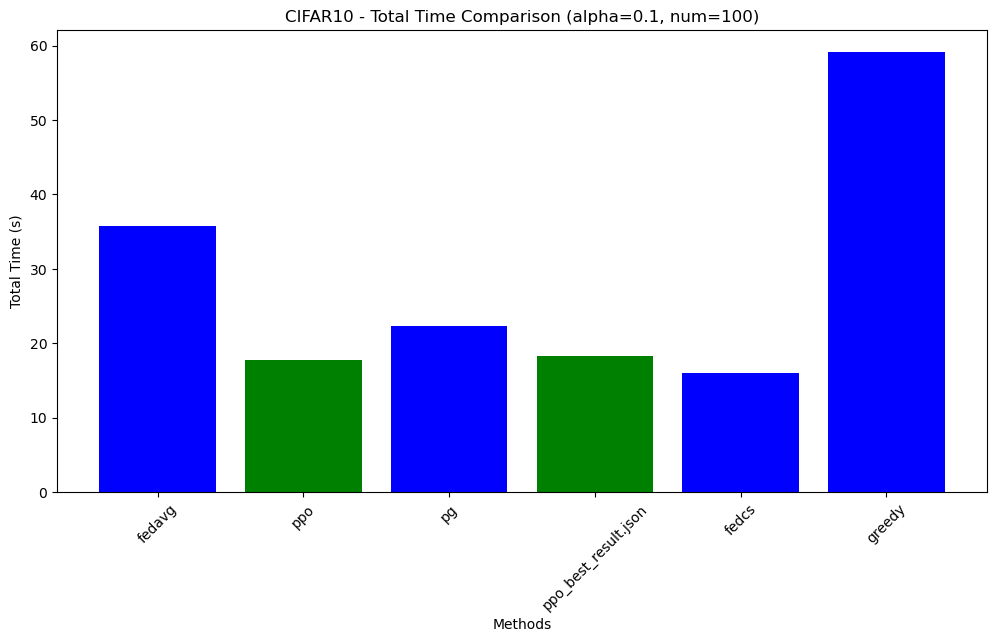 CIFAR10 - Total Time Comparison (alpha=0.1, num=100)
Total Time (s)
60
50
40
30
20
10
0
fedavg
ppo
pg
ppo_best_result.json
fedcs
greedy
Methods